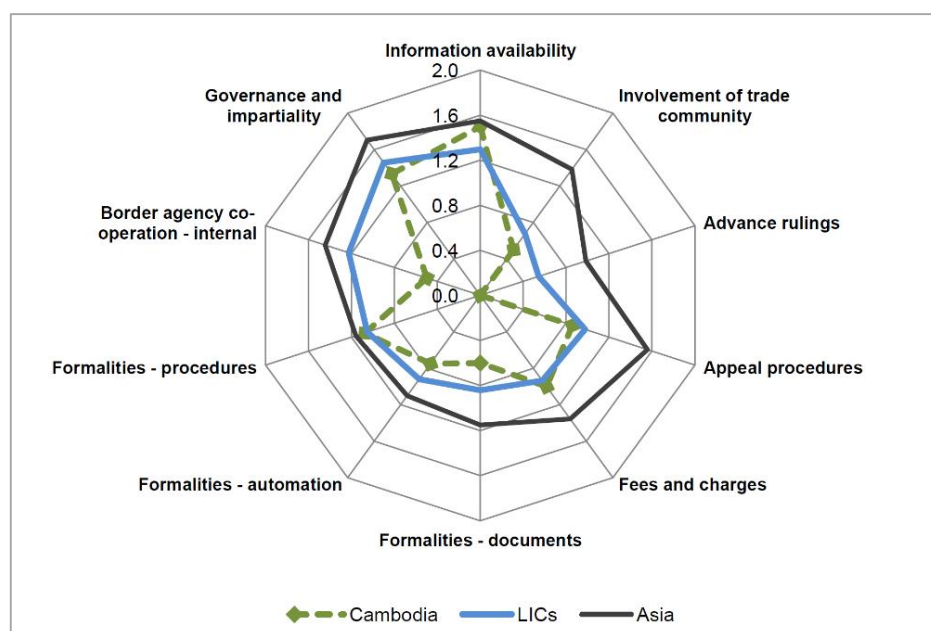 Information availability
2.0
Governance and
impartiality
Involvement of trade
community
1.6
1.2
Border agency co-
operation - internal
0.8
Advance rulings
0.4
0.0
Formalities - procedures
Appeal procedures
Formalities - automation
Fees and charges
Formalities - documents
Cambodia
LICs
Asia